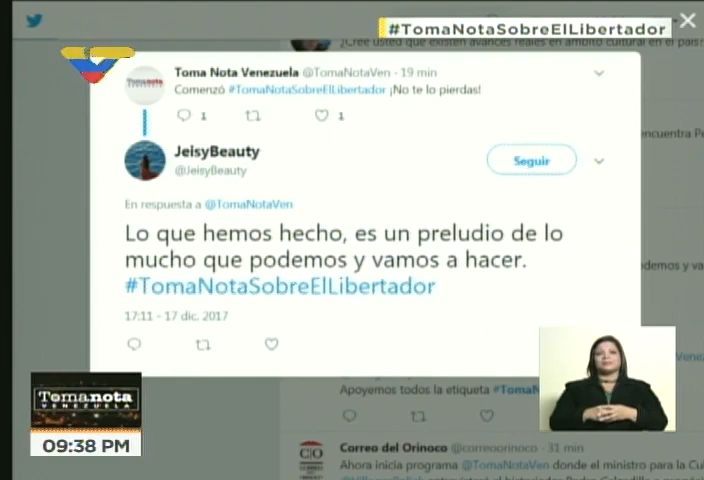 #TomaNotaSobreElLibertador
¿Cree usted que existen avances reales en ámbito cultural en el país?
Toma Nota Venezuela @TomaNotaVen · 19 min
Comenzó #TomaNotaSobreElLibertador ¡No te lo pierdas!
1 1
JeisyBeauty
@JeisyBeauty
Seguir
En respuesta a @TomaNotaVen
Lo que hemos hecho, es un preludio de lo
mucho que podemos y vamos a hacer.
#TomaNotaSobreElLibertador
17:11 - 17 dic. 2017
Apoyemos todos la etiqueta
Correo del Orinoco @correoorinoco · 31 min
Ahora inicia programa @TomaNotaVen donde el ministro para la
Tomanota
VENEZUELA
09:38 PM